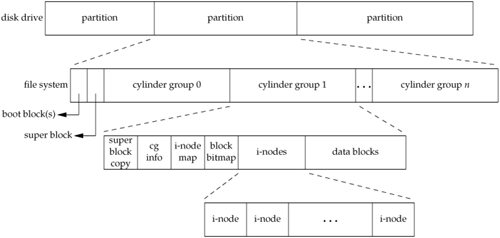 disk drive partition partition partition
file system cylinder group 0 cylinder group 1 ... cylinder group n
boot block(s)
super block
super block copy cg info i-node map block bitmap i-nodes data blocks
i-node i-node ... i-node